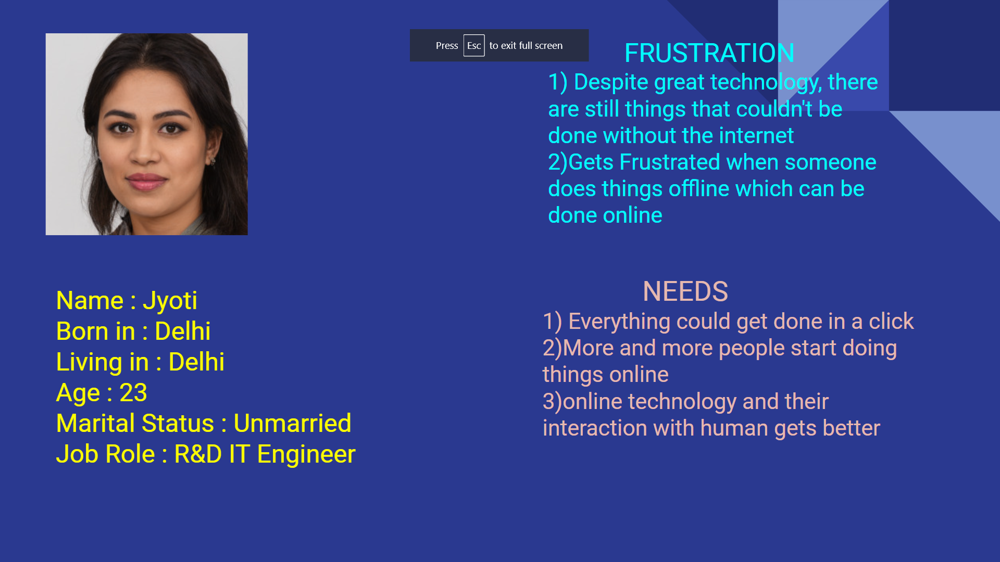 Press Esc to exit full screen
FRUSTRATION
1) Despite great technology, there
are still things that couldn't be
done without the internet
2)Gets Frustrated when someone
does things offline which can be
done online
Name : Jyoti
Born in : Delhi
Living in : Delhi
Age : 23
Marital Status : Unmarried
Job Role : R&D IT Engineer
NEEDS
1) Everything could get done in a click
2)More and more people start doing
things online
3)online technology and their
interaction with human gets better